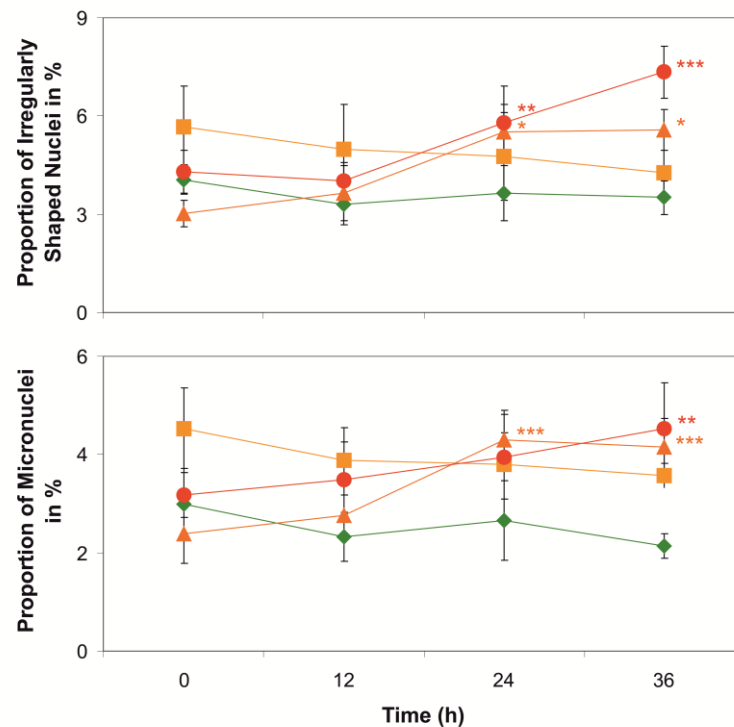 Proportion of Irregularly
Shaped Nuclei in %
9
6
3
0
**
*
***
*
Proportion of Micronuclei
in %
6
4
2
0
***
**
***
0 12 24 36
Time (h)